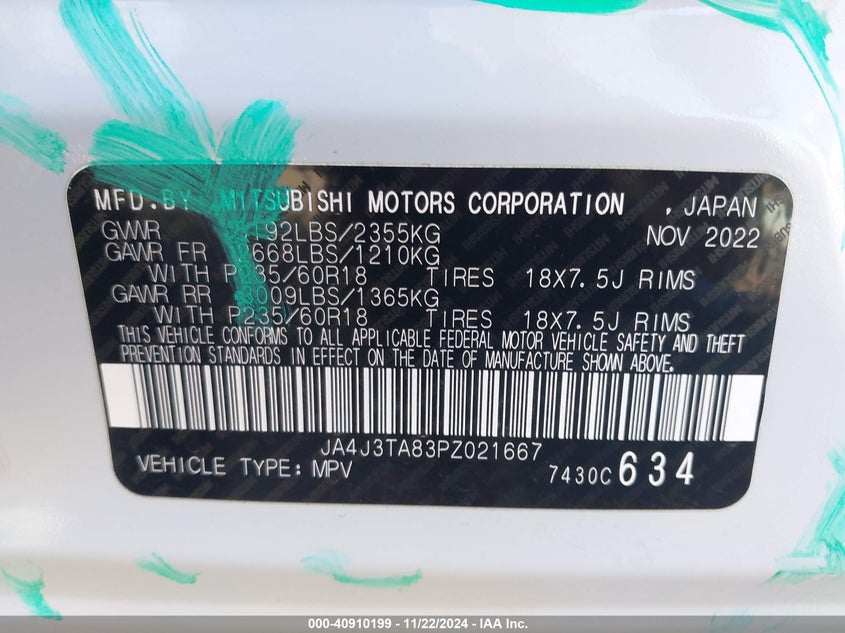 MFD.BY MITSUBISHI MOTORS CORPORATION , JAPAN
GVWR 92LBS/2355KG NOV 2022
GAWR FR 668LBS/1210KG
WITH P235/60R18 TIRES 18X7.5J RIMS
GAWR RR 3009LBS/1365KG
WITH P235/60R18 TIRES 18X7.5J RIMS
THIS VEHICLE CONFORMS TO ALL APPLICABLE FEDERAL MOTOR VEHICLE SAFETY AND THEFT
PREVENTION STANDARDS IN EFFECT ON THE DATE OF MANUFACTURE SHOWN ABOVE.
JA4J3TA83PZ021667
VEHICLE TYPE: MPV 7430C 634
000-40910199 - 11/22/2024 - IAA Inc.